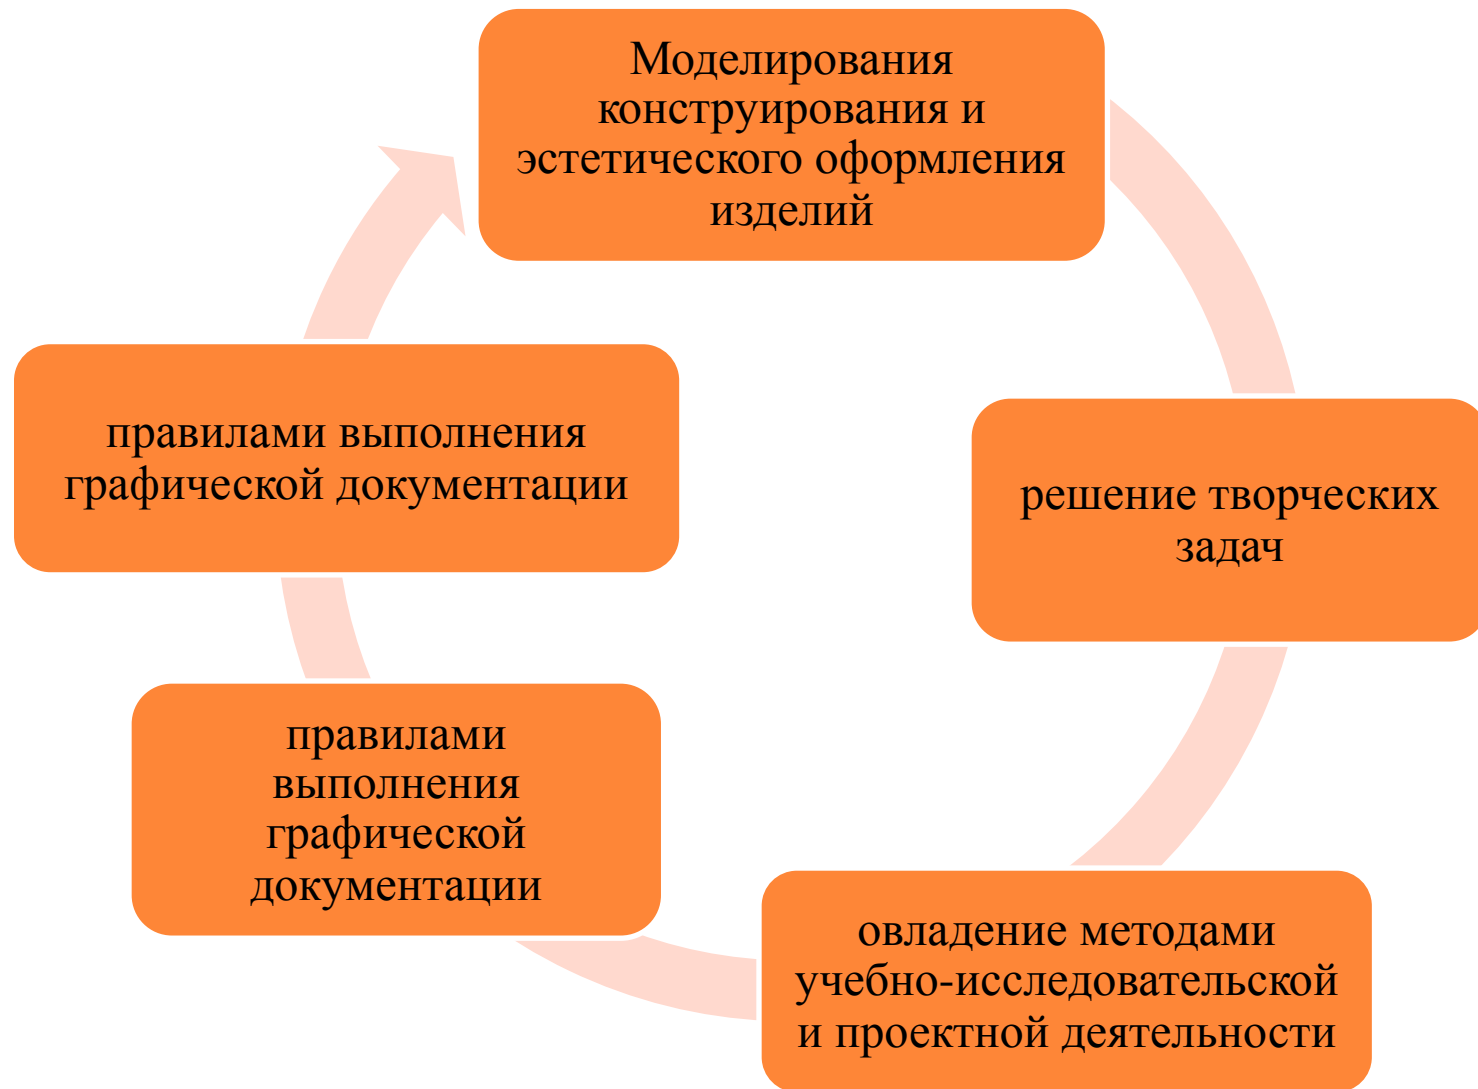 Моделирования
конструирования и
эстетического оформления
изделий
решение творческих
задач
овладение методами
учебно-исследовательской
и проектной деятельности
правилами
выполнения
графической
документации
правилами выполнения
графической документации